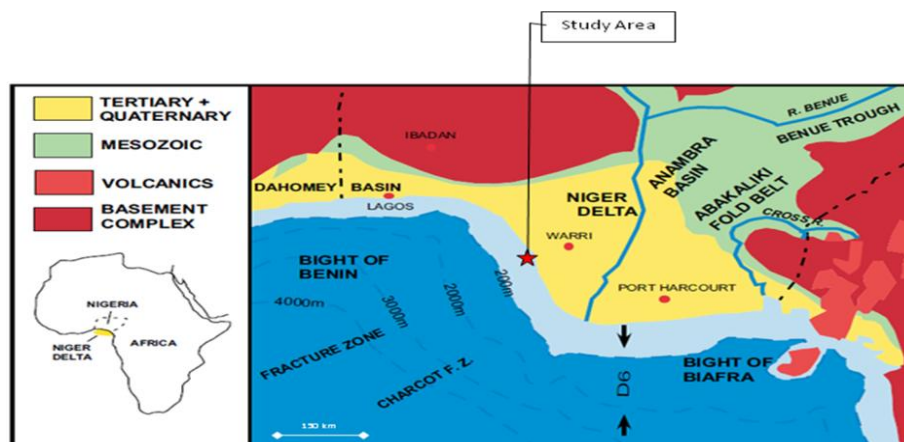 Study Area
TERTIARY +
QUATERNARY
MESOZOIC
VOLCANICS
BASEMENT
COMPLEX
NIGERIA
AFRICA
NIGER
DELTA
IBADAN
DAHOMEY
BASIN
LAGOS
BIGHT OF
BENIN
4000m
3000m
2000m
200m
FRACTURE ZONE
CHARCOT F. Z.
150 km
NIGER
DELTA
WARRI
PORT HARCOURT
ANAMBRA
BASIN
R. BENUE
BENUE TROUGH
ABAKALIKI
FOLD BELT
CROSS R.
D6
BIGHT OF
BIAFRA